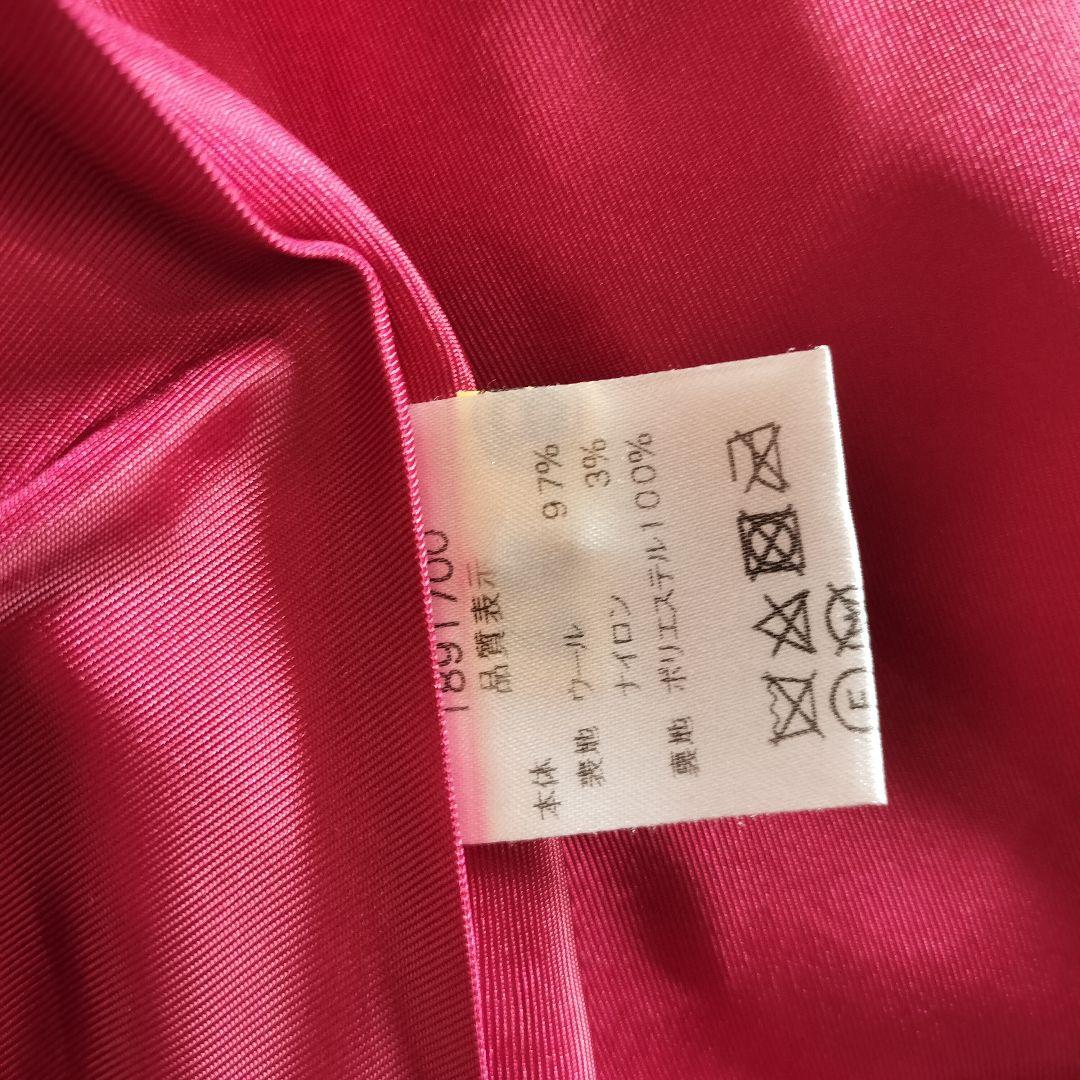 1891700
品質表示
本体
表地 ウール 97%
ナイロン 3%
裏地 ポリエステル100%
F